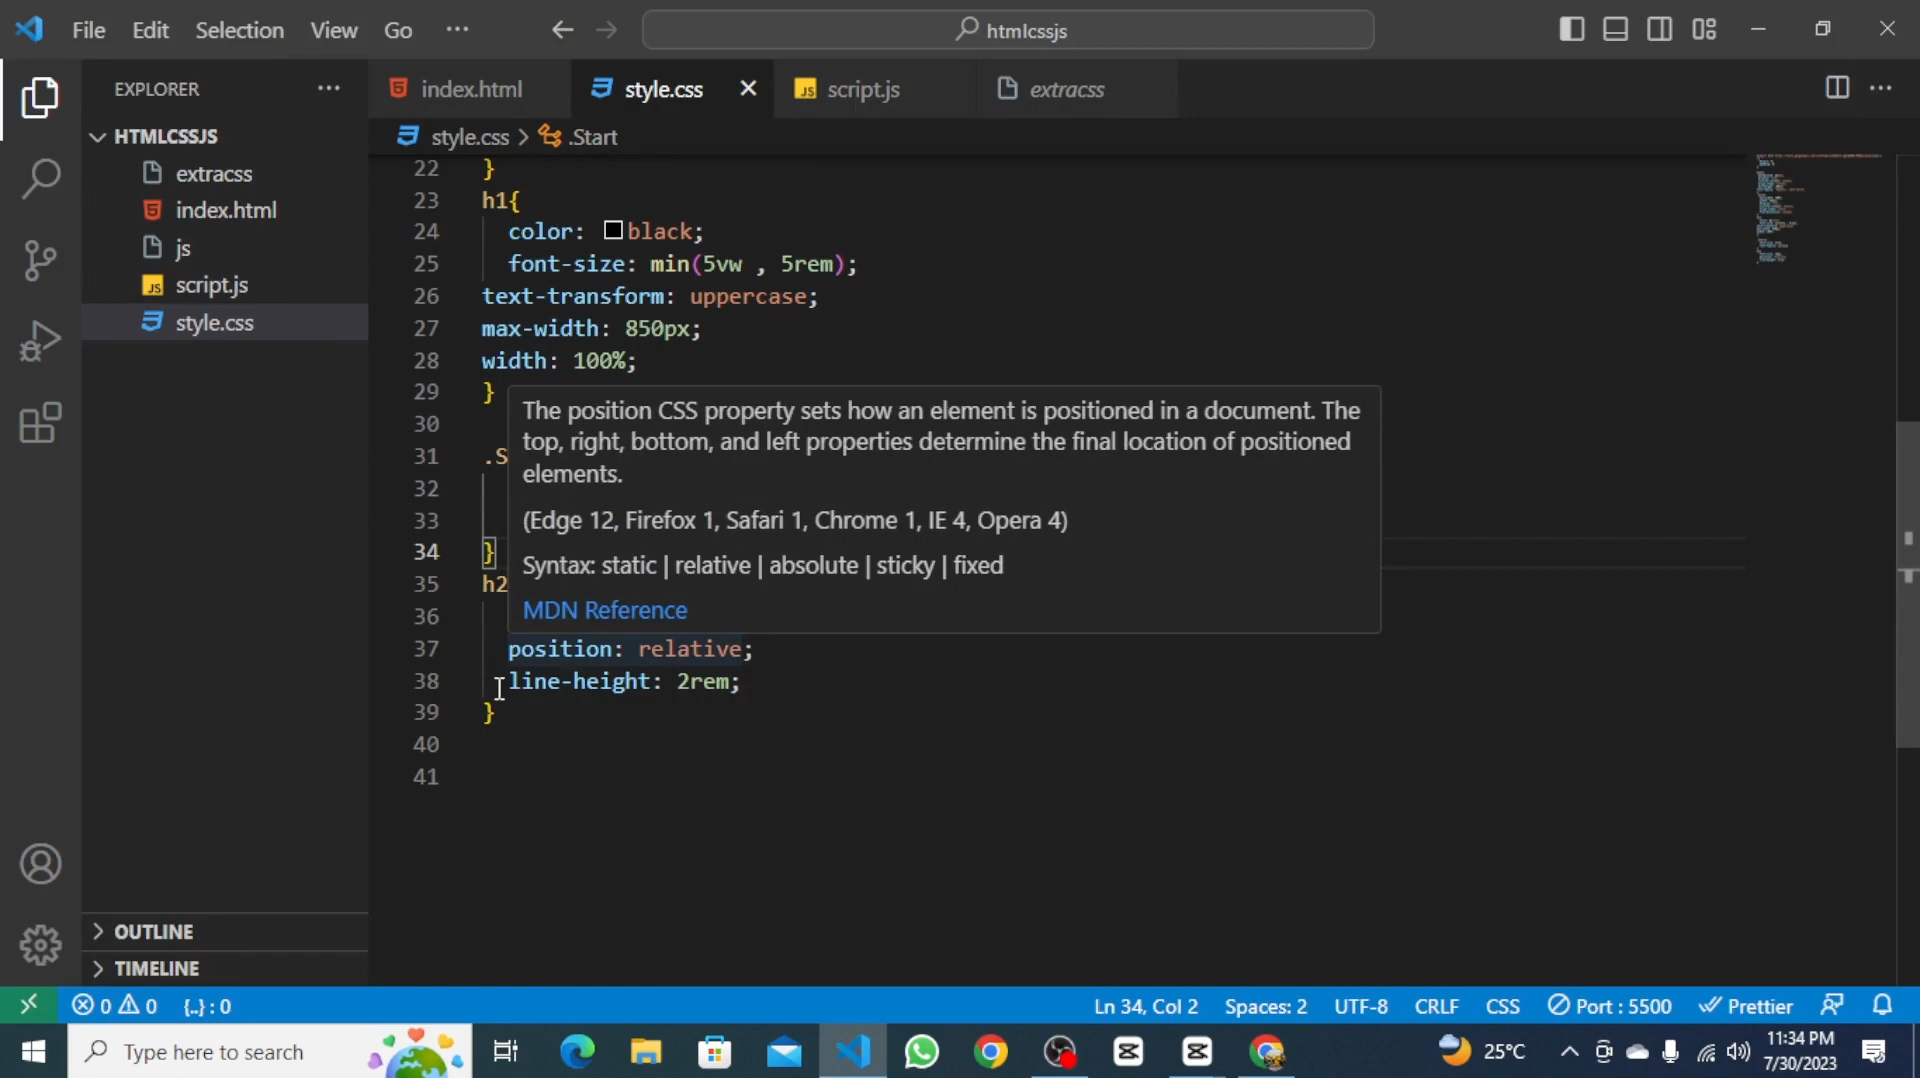 File Edit Selection View Go ··· htmlcssjs
EXPLORER ··· index.html style.css script.js extracss ···
HTMLCSSJS style.css > .Start
extracss
index.html
js
script.js
style.css
22 }
23 h1{
24 color: black;
25 font-size: min(5vw , 5rem);
26 text-transform: uppercase;
27 max-width: 850px;
28 width: 100%;
29 }
30
31 .S
32
33
34 }
35 h2
36
The position CSS property sets how an element is positioned in a document. The
top, right, bottom, and left properties determine the final location of positioned
elements.
(Edge 12, Firefox 1, Safari 1, Chrome 1, IE 4, Opera 4)
Syntax: static | relative | absolute | sticky | fixed
MDN Reference
37 position: relative;
38 line-height: 2rem;
39 }
40
41
OUTLINE
TIMELINE
0 0 {..} : 0 Ln 34, Col 2 Spaces: 2 UTF-8 CRLF CSS Port : 5500 Prettier
Type here to search 25°C 11:34 PM
7/30/2023